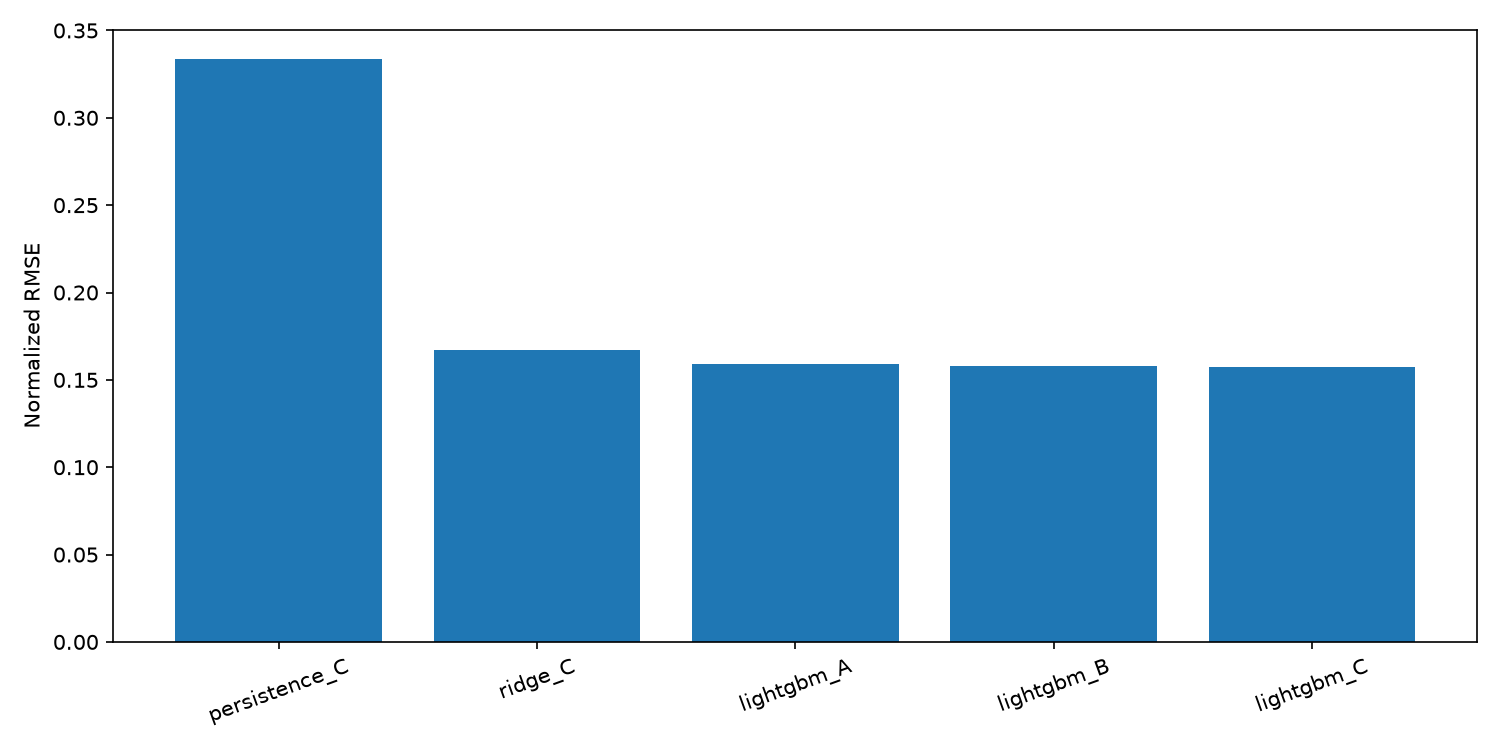 0.35
0.30
0.25
0.20
0.15
0.10
0.05
0.00
Normalized RMSE
persistence_C
ridge_C
lightgbm_A
lightgbm_B
lightgbm_C